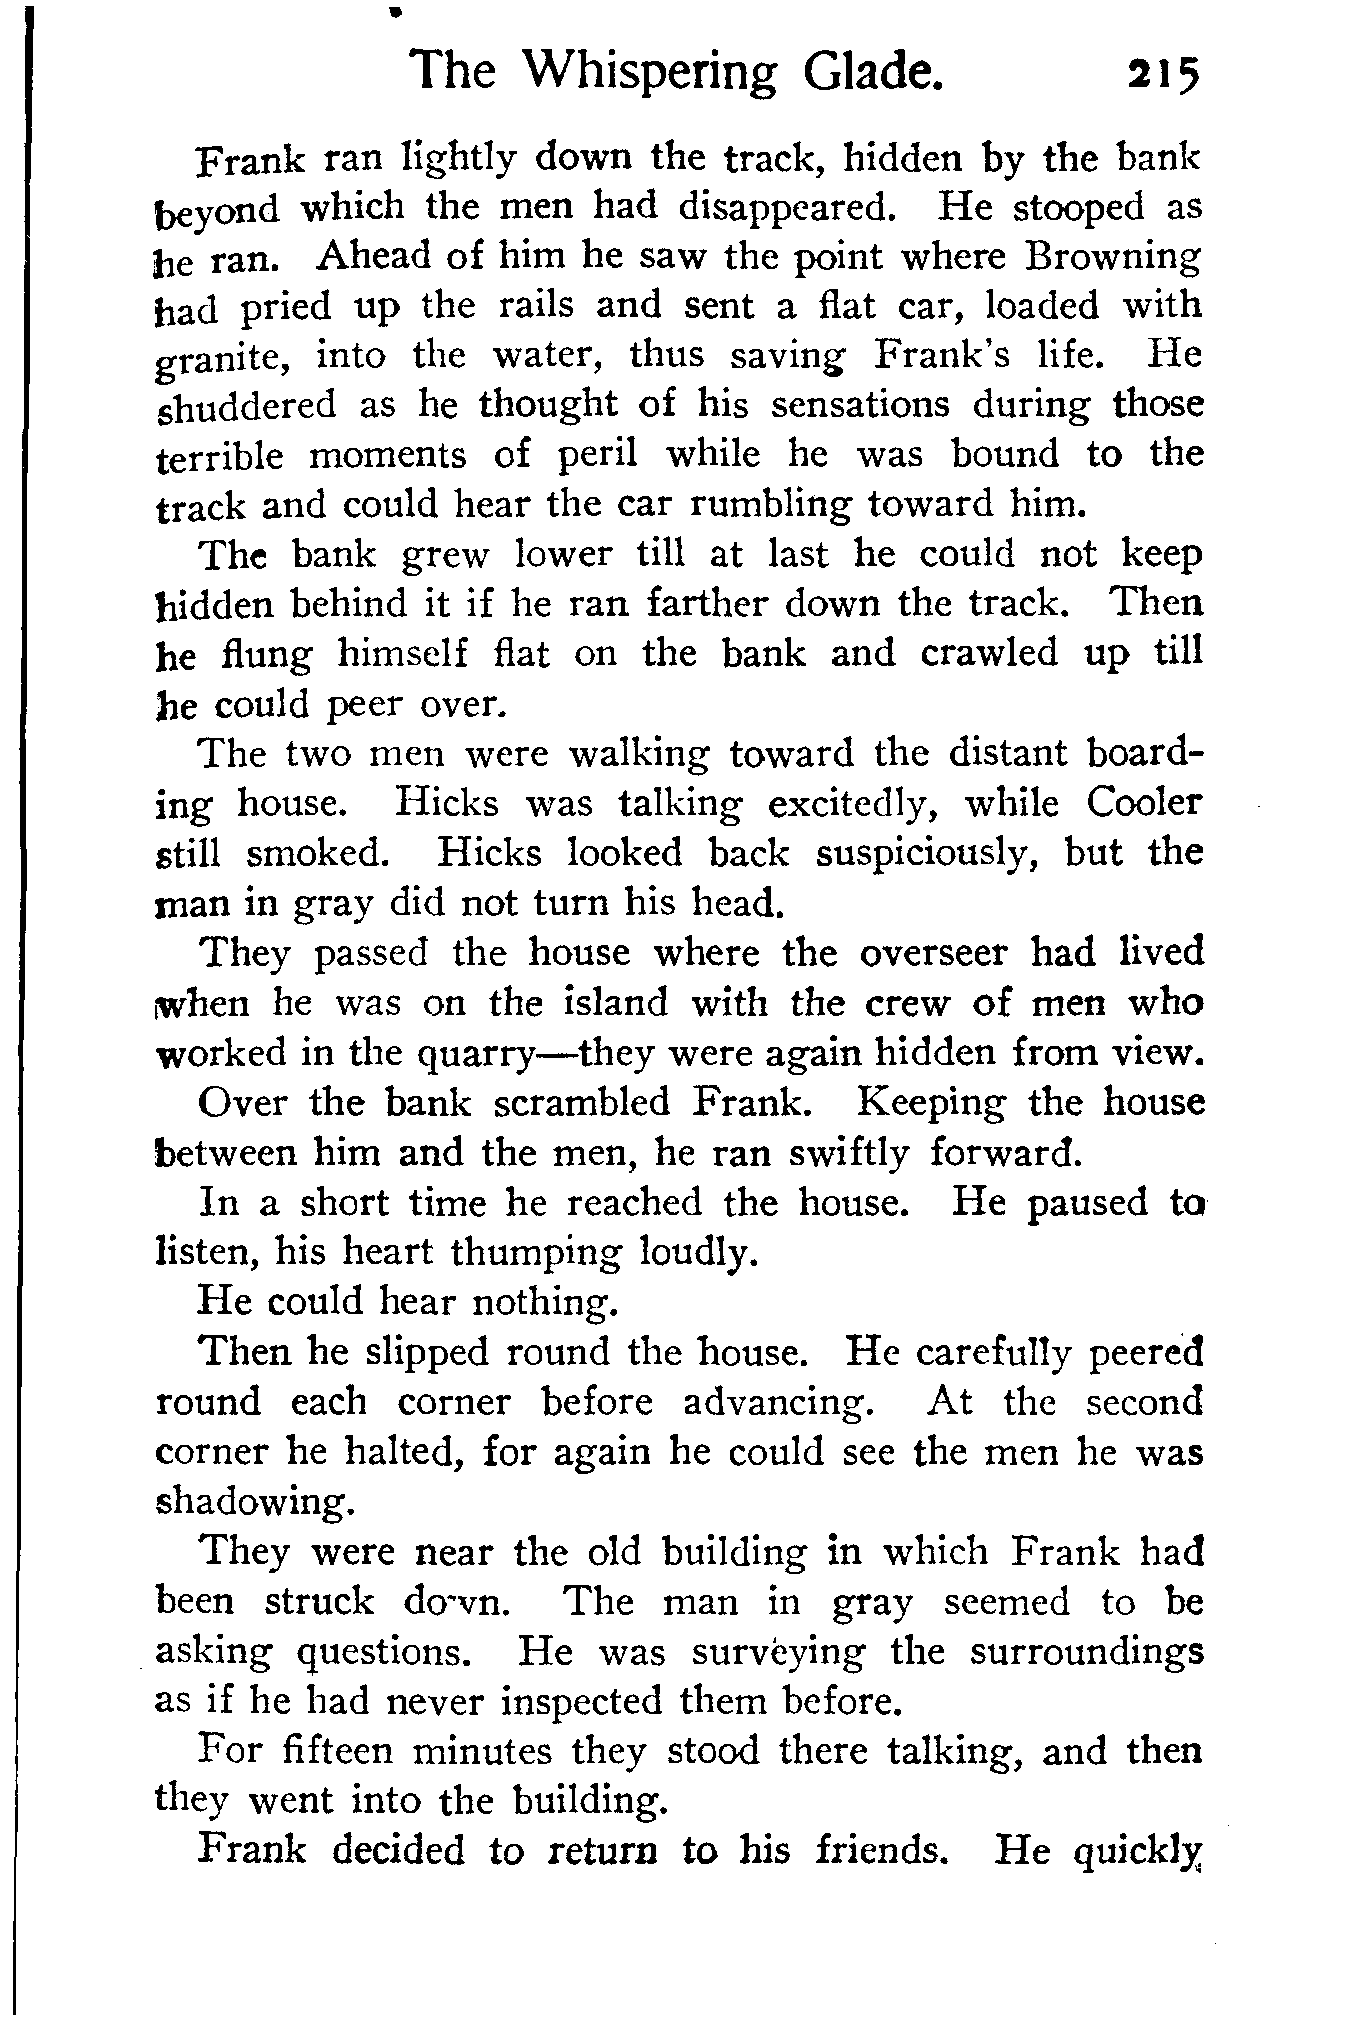 The Whispering Glade. 215
Frank ran lightly down the track, hidden by the bank
beyond which the men had disappeared. He stooped as
he ran. Ahead of him he saw the point where Browning
had pried up the rails and sent a flat car, loaded with
granite, into the water, thus saving Frank's life. He
shuddered as he thought of his sensations during those
terrible moments of peril while he was bound to the
track and could hear the car rumbling toward him.
The bank grew lower till at last he could not keep
hidden behind it if he ran farther down the track. Then
he flung himself flat on the bank and crawled up till
he could peer over.
The two men were walking toward the distant board-
ing house. Hicks was talking excitedly, while Cooler
still smoked. Hicks looked back suspiciously, but the
man in gray did not turn his head.
They passed the house where the overseer had lived
when he was on the island with the crew of men who
worked in the quarry—they were again hidden from view.
Over the bank scrambled Frank. Keeping the house
between him and the men, he ran swiftly forward.
In a short time he reached the house. He paused to
listen, his heart thumping loudly.
He could hear nothing.
Then he slipped round the house. He carefully peered
round each corner before advancing. At the second
corner he halted, for again he could see the men he was
shadowing.
They were near the old building in which Frank had
been struck down. The man in gray seemed to be
asking questions. He was surveying the surroundings
as if he had never inspected them before.
For fifteen minutes they stood there talking, and then
they went into the building.
Frank decided to return to his friends. He quickly